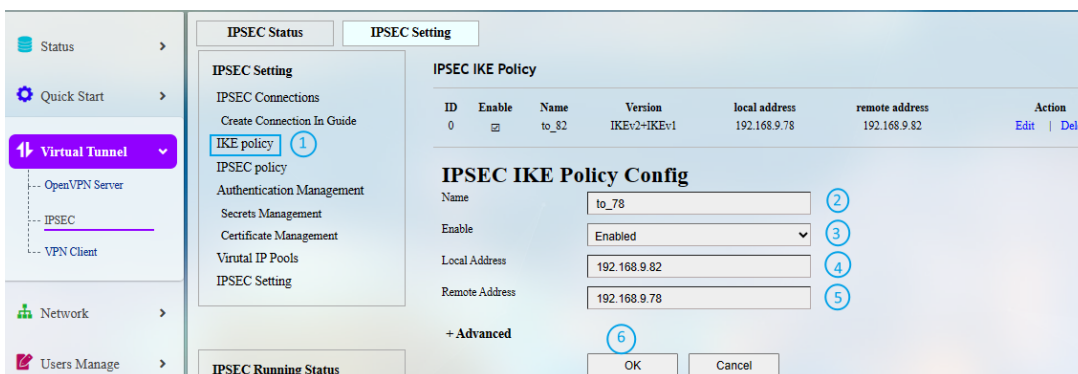 Status
Quick Start
Virtual Tunnel
OpenVPN Server
IPSEC
VPN Client
Network
Users Manage
IPSEC Status
IPSEC Setting
IPSEC Setting
IPSEC Connections
Create Connection In Guide
IKE policy 1
IPSEC policy
Authentication Management
Secrets Management
Certificate Management
Virutal IP Pools
IPSEC Setting
IPSEC Running Status
IPSEC IKE Policy
ID Enable Name Version local address remote address Action
0 to_82 IKEv2+IKEv1 192.168.9.78 192.168.9.82 Edit | Del
IPSEC IKE Policy Config
Name to_78 2
Enable Enabled 3
Local Address 192.168.9.82 4
Remote Address 192.168.9.78 5
+ Advanced 6
OK Cancel